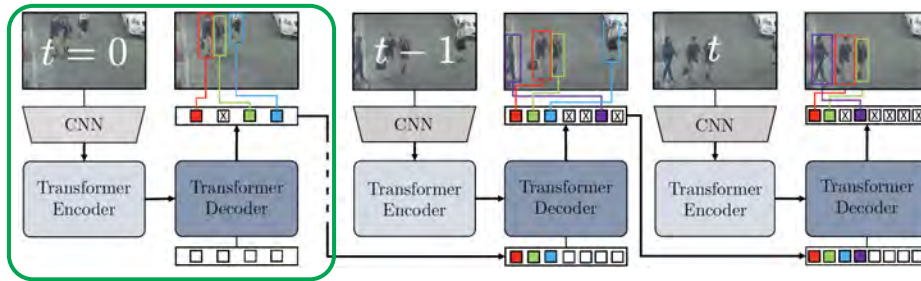 t = 0
CNN
Transformer
Encoder
Transformer
Decoder
X
t − 1
CNN
Transformer
Encoder
Transformer
Decoder
X X X
t
CNN
Transformer
Encoder
Transformer
Decoder
X X X X X